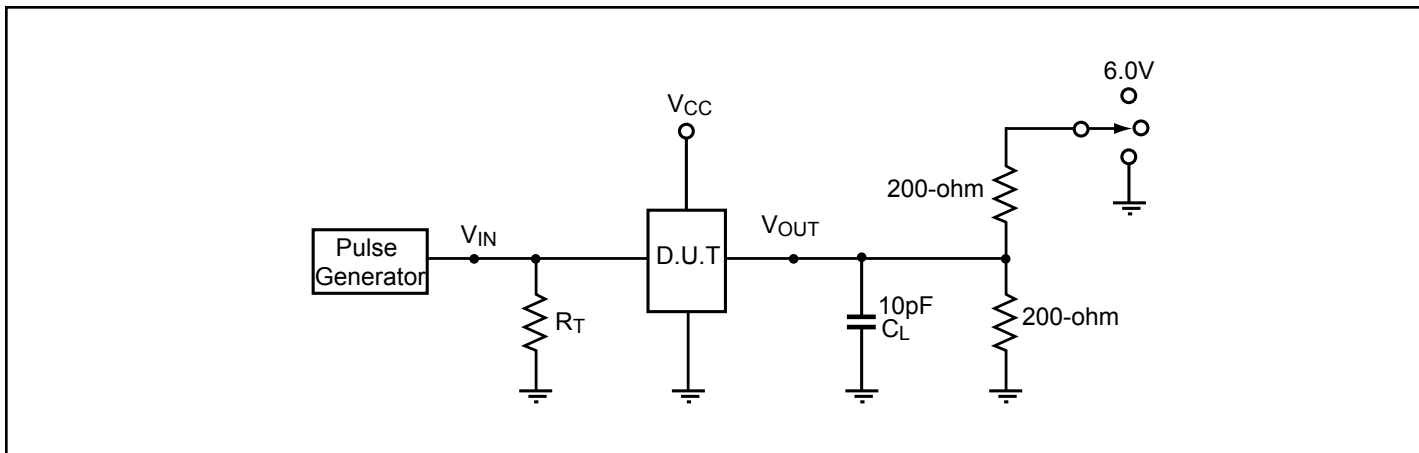 6.0V
VCC
200-ohm
VIN
VOUT
Pulse
Generator
D.U.T
10pF
CL
RT
200-ohm